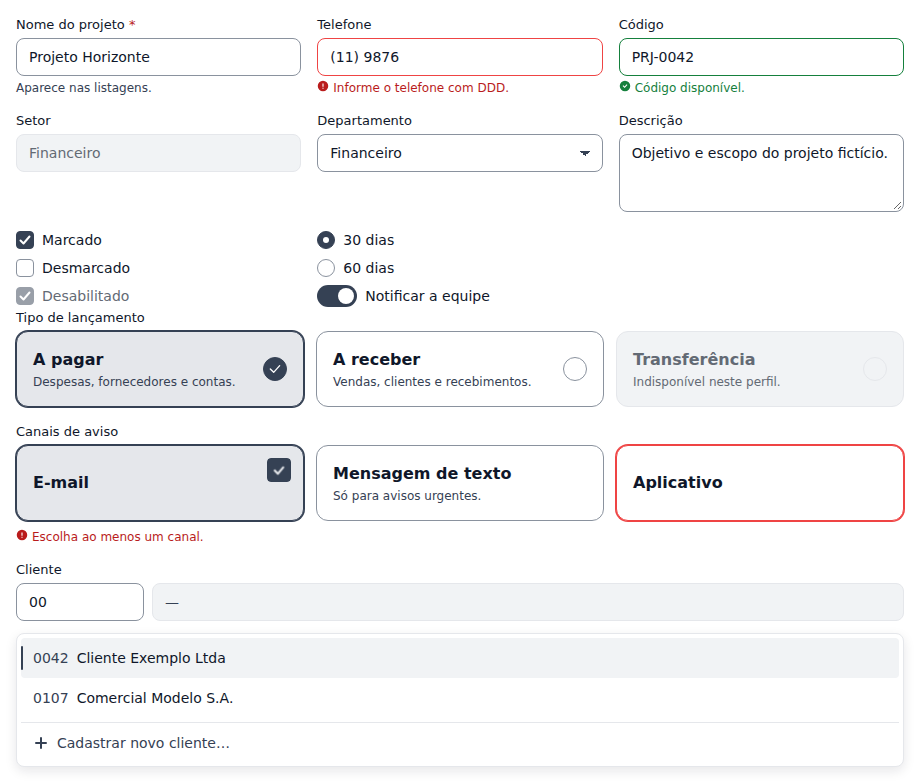 Nome do projeto *
Telefone
Código
Projeto Horizonte
(11) 9876
PRJ-0042
Aparece nas listagens.
Informe o telefone com DDD.
Código disponível.
Setor
Departamento
Descrição
Financeiro
Financeiro
Objetivo e escopo do projeto fictício.
Marcado
30 dias
Desmarcado
60 dias
Desabilitado
Notificar a equipe
Tipo de lançamento
A pagar
Despesas, fornecedores e contas.
A receber
Vendas, clientes e recebimentos.
Transferência
Indisponível neste perfil.
Canais de aviso
E-mail
Mensagem de texto
Só para avisos urgentes.
Aplicativo
Escolha ao menos um canal.
Cliente
00
—
0042 Cliente Exemplo Ltda
0107 Comercial Modelo S.A.
Cadastrar novo cliente…